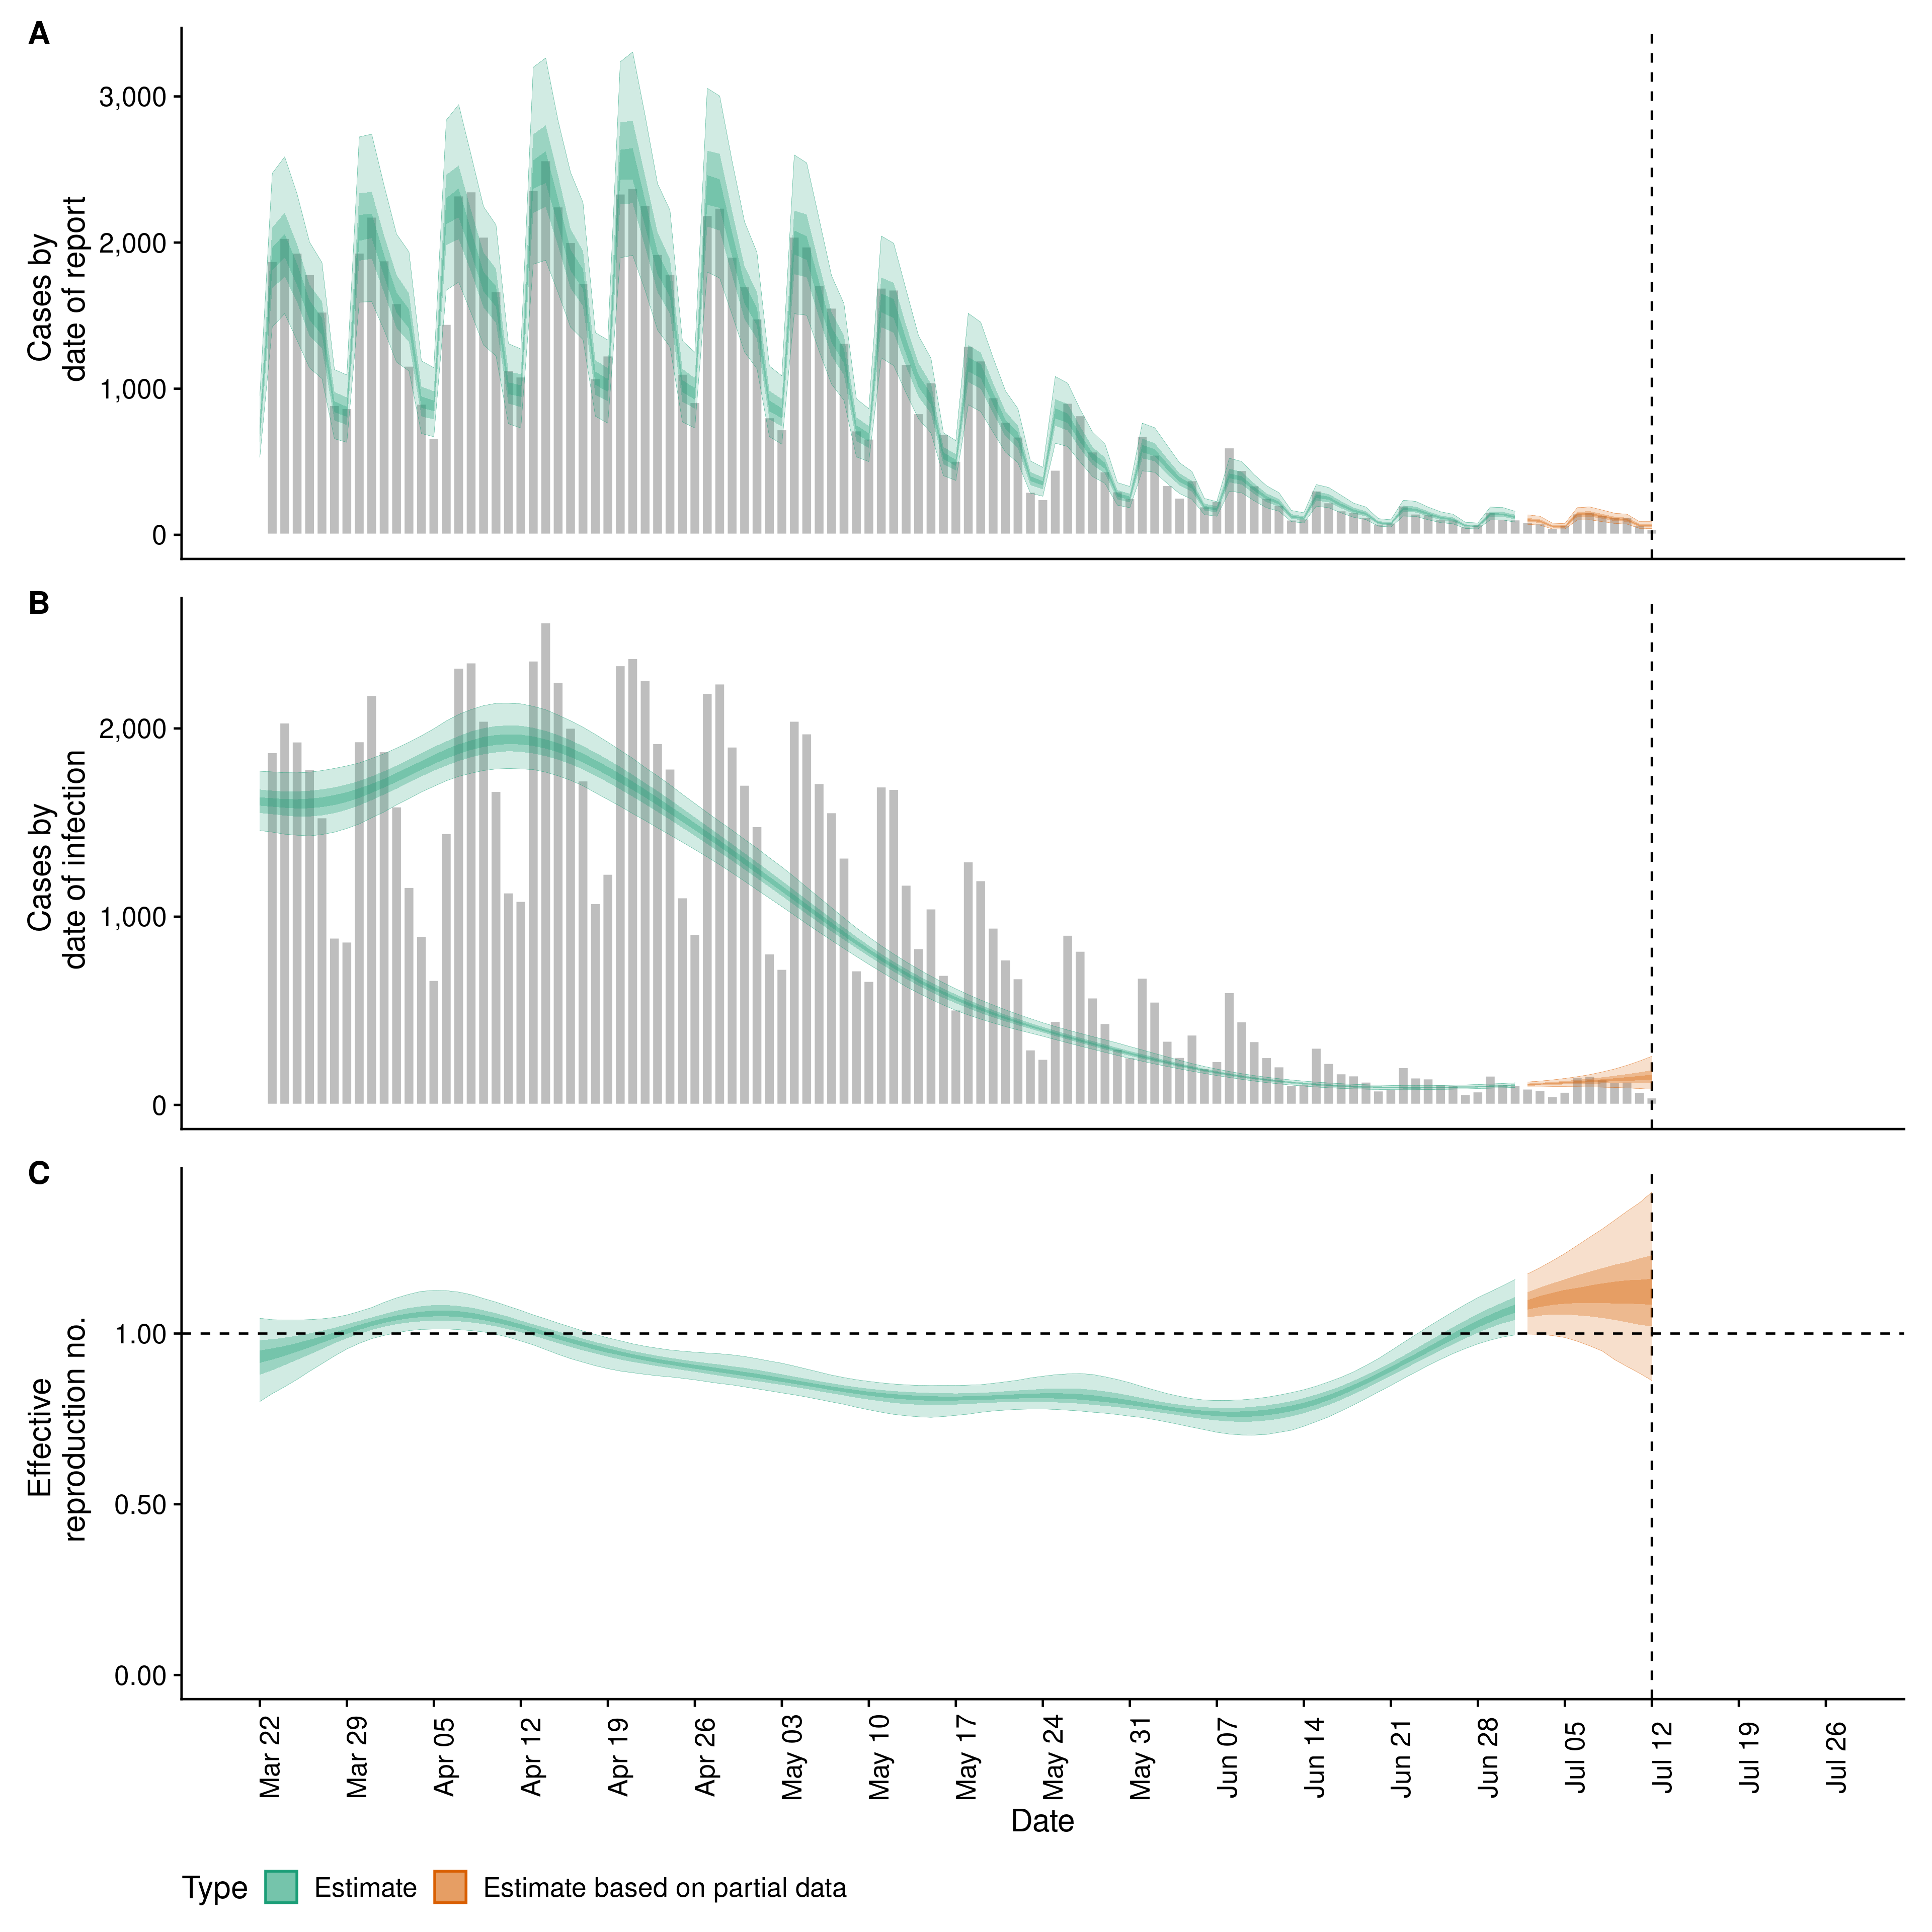 A
Cases by
date of report
3,000
2,000
1,000
0
B
Cases by
date of infection
2,000
1,000
0
C
Effective
reproduction no.
1.00
0.50
0.00
Mar 22
Mar 29
Apr 05
Apr 12
Apr 19
Apr 26
May 03
May 10
May 17
May 24
May 31
Jun 07
Jun 14
Jun 21
Jun 28
Jul 05
Jul 12
Jul 19
Jul 26
Date
Type Estimate Estimate based on partial data